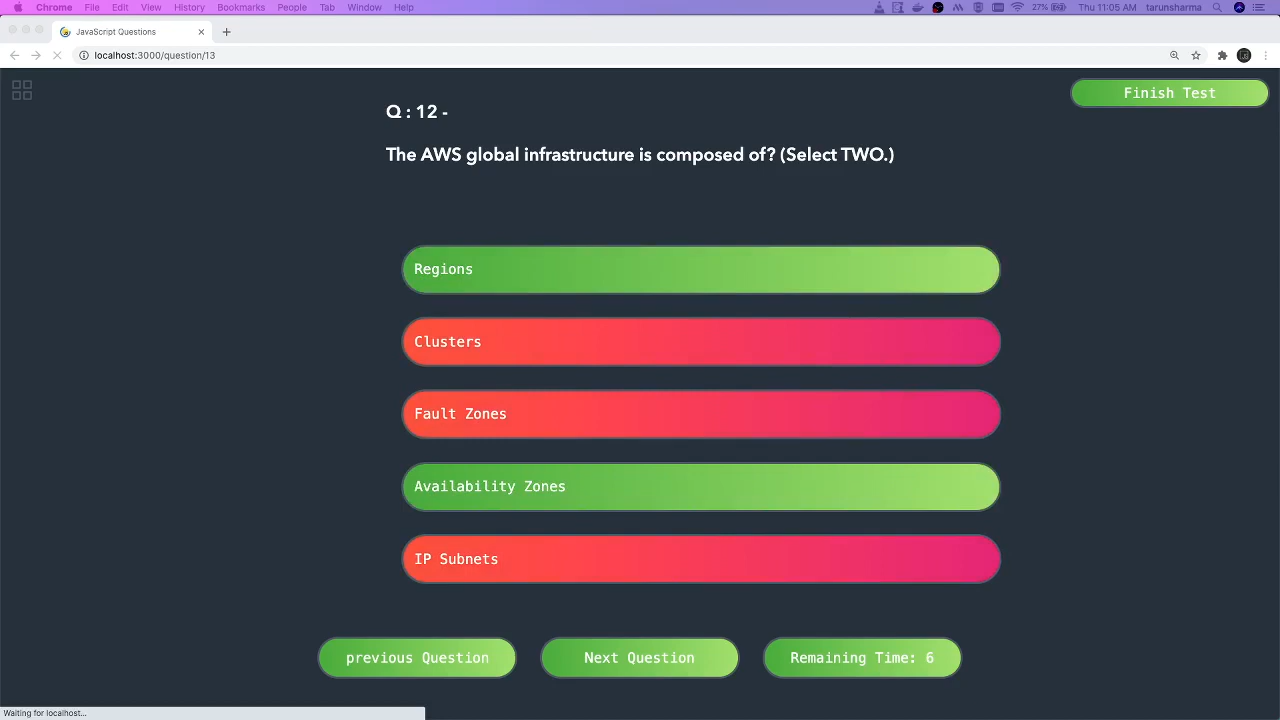 Chrome File Edit View History Bookmarks People Tab Window Help 27% Thu 11:05 AM tarunsharma
JavaScript Questions
localhost:3000/question/13
Finish Test
Q : 12 -
The AWS global infrastructure is composed of? (Select TWO.)
Regions
Clusters
Fault Zones
Availability Zones
IP Subnets
previous Question Next Question Remaining Time: 6
Waiting for localhost...